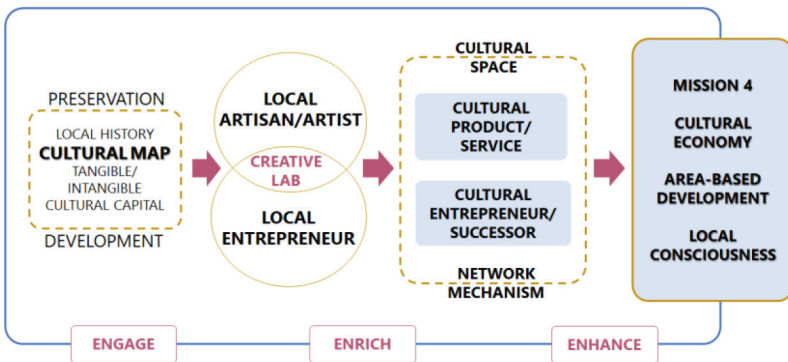 PRESERVATION
LOCAL HISTORY
CULTURAL MAP
TANGIBLE/
INTANGIBLE
CULTURAL CAPITAL
DEVELOPMENT
LOCAL
ARTISAN/ARTIST
CREATIVE
LAB
LOCAL
ENTREPRENEUR
CULTURAL
SPACE
CULTURAL
PRODUCT/
SERVICE
CULTURAL
ENTREPRENEUR/
SUCCESSOR
NETWORK
MECHANISM
MISSION 4
CULTURAL
ECONOMY
AREA-BASED
DEVELOPMENT
LOCAL
CONSCIOUSNESS
ENGAGE
ENRICH
ENHANCE